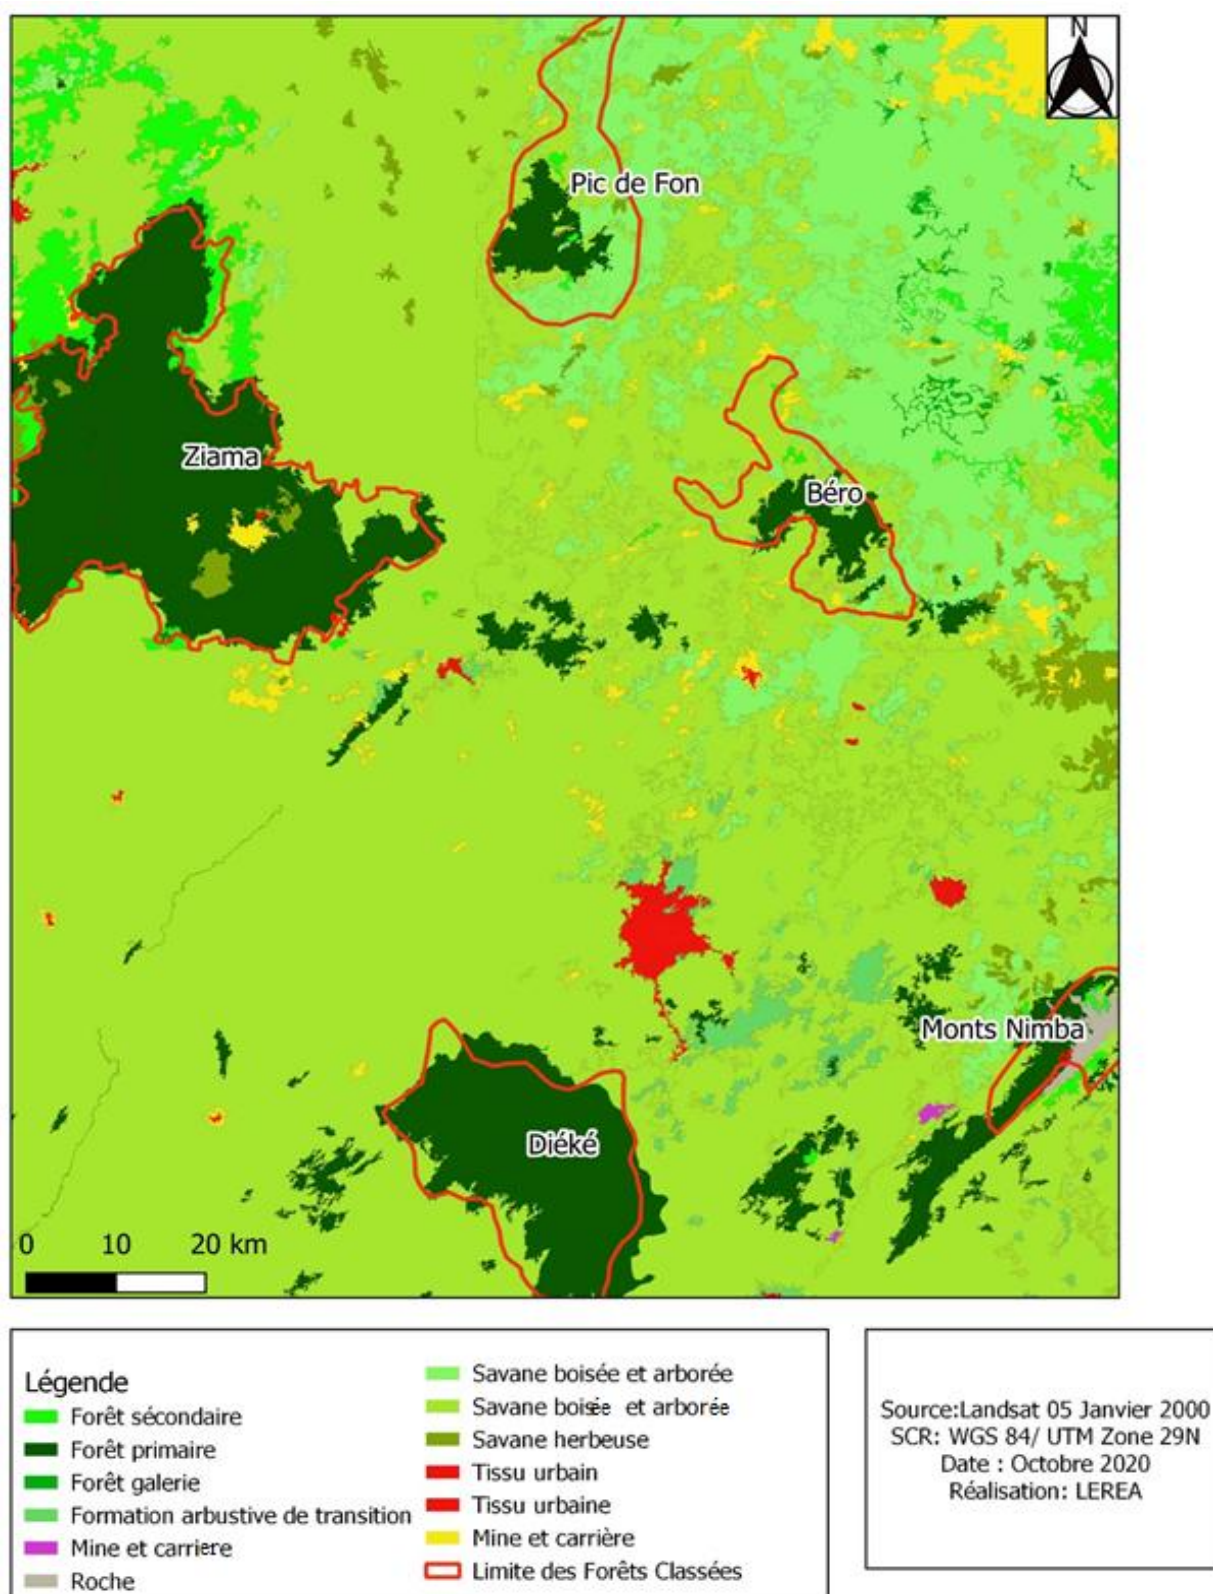 N
Pic de Fon
Ziama
Béro
Monts Nimba
Diéké
0 10 20 km
Légende
Forêt sécondaire
Forêt primaire
Forêt galerie
Formation arbustive de transition
Mine et carriere
Roche
Savane boisée et arborée
Savane boisée et arborée
Savane herbeuse
Tissu urbain
Tissu urbaine
Mine et carrière
Limite des Forêts Classées
Source:Landsat 05 Janvier 2000
SCR: WGS 84/ UTM Zone 29N
Date : Octobre 2020
Réalisation: LEREA